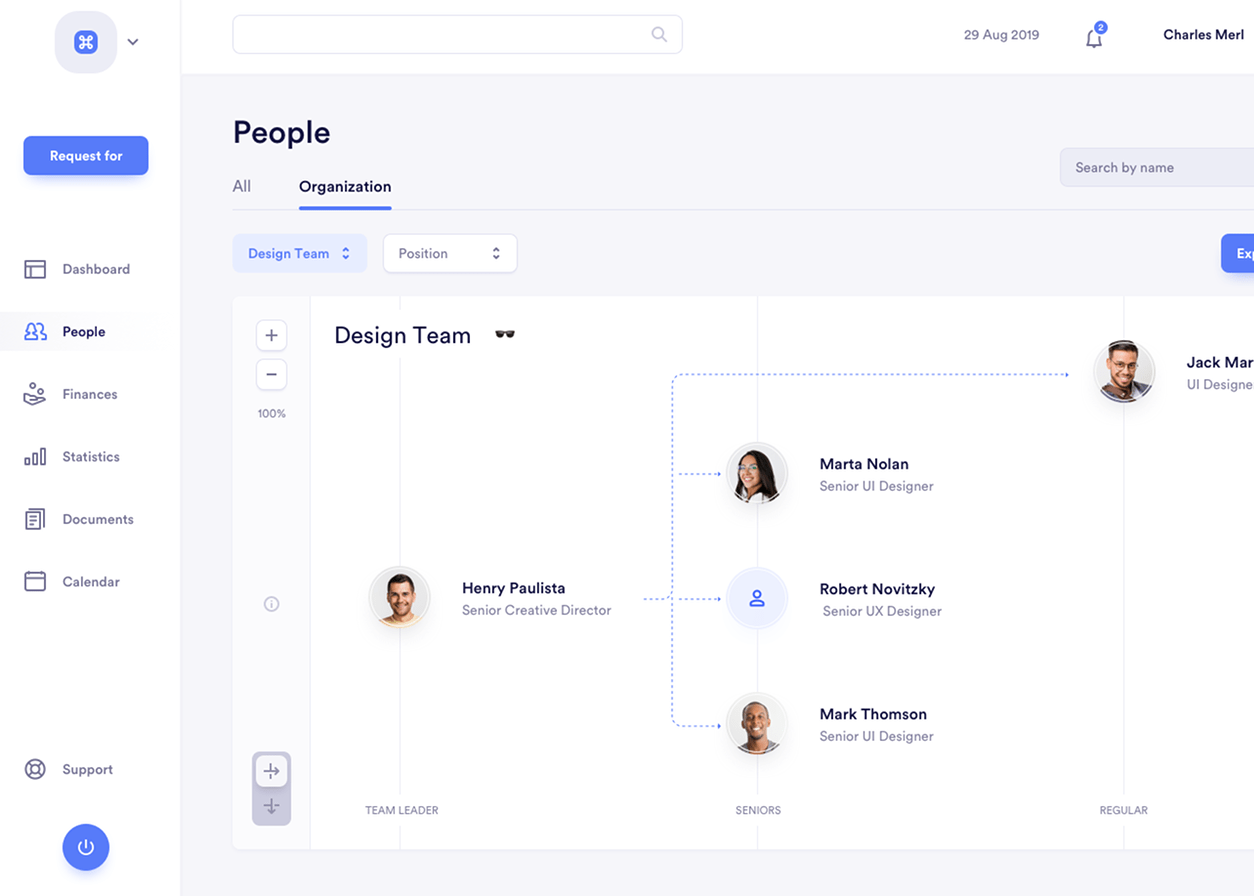 29 Aug 2019
2
Charles Merl
Request for
People
All
Organization
Search by name
Design Team
Position
Exp
Dashboard
People
Finances
Statistics
Documents
Calendar
Support
100%
Design Team
Jack Mar
UI Designe
Marta Nolan
Senior UI Designer
Henry Paulista
Senior Creative Director
Robert Novitzky
Senior UX Designer
Mark Thomson
Senior UI Designer
TEAM LEADER
SENIORS
REGULAR